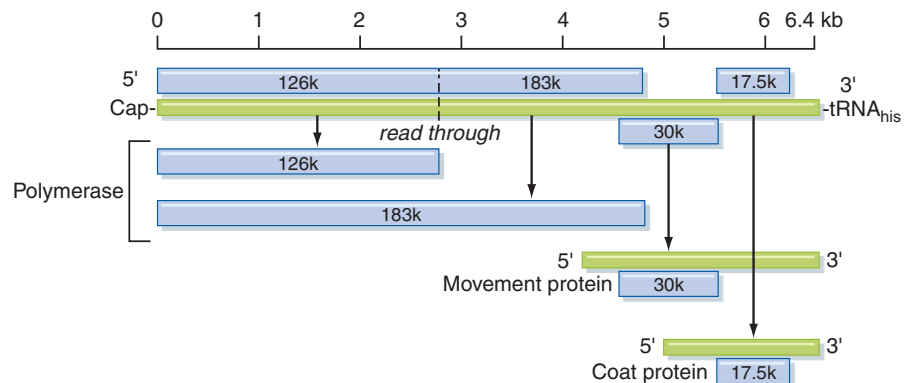 0 1 2 3 4 5 6 6.4 kb
5' 126k 183k 17.5k 3'
Cap- -tRNAhis
read through 30k
126k
Polymerase
183k
5' 3'
Movement protein 30k
5' 3'
Coat protein 17.5k